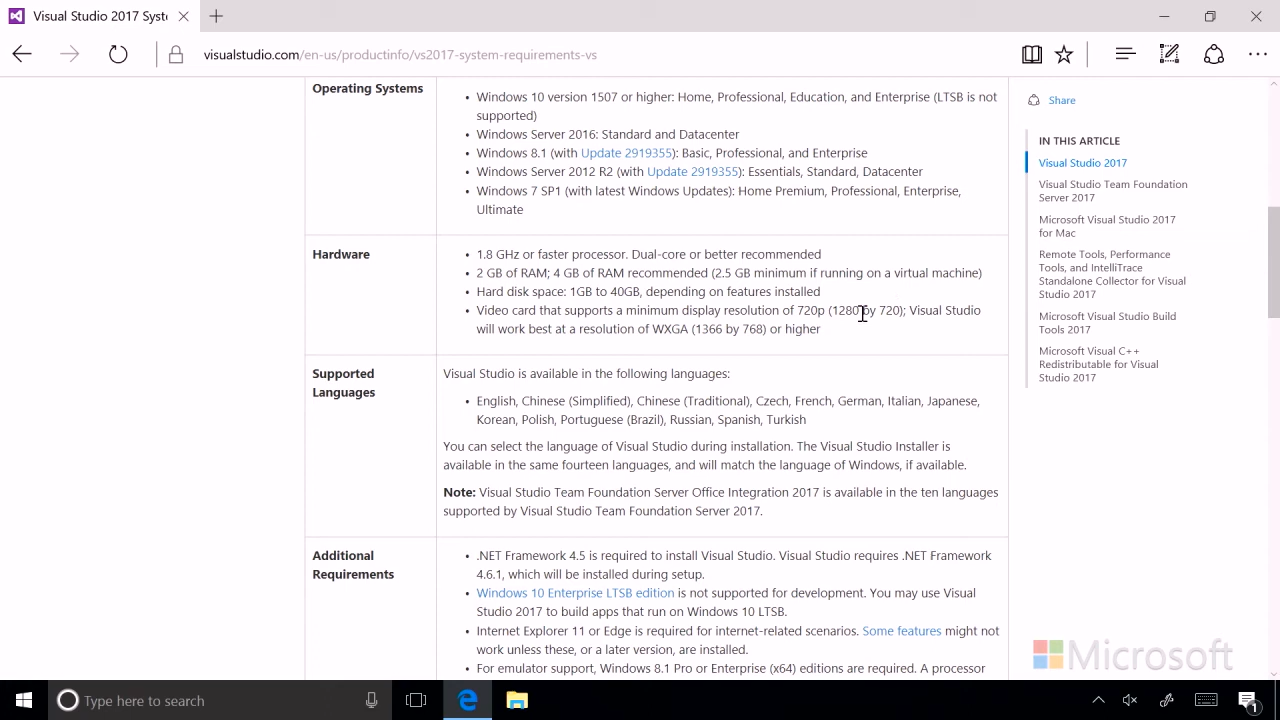 Visual Studio 2017 Syst
visualstudio.com/en-us/productinfo/vs2017-system-requirements-vs
Operating Systems
Windows 10 version 1507 or higher: Home, Professional, Education, and Enterprise (LTSB is not
supported)
Windows Server 2016: Standard and Datacenter
Windows 8.1 (with Update 2919355): Basic, Professional, and Enterprise
Windows Server 2012 R2 (with Update 2919355): Essentials, Standard, Datacenter
Windows 7 SP1 (with latest Windows Updates): Home Premium, Professional, Enterprise,
Ultimate
Hardware
1.8 GHz or faster processor. Dual-core or better recommended
2 GB of RAM; 4 GB of RAM recommended (2.5 GB minimum if running on a virtual machine)
Hard disk space: 1GB to 40GB, depending on features installed
Video card that supports a minimum display resolution of 720p (1280 by 720); Visual Studio
will work best at a resolution of WXGA (1366 by 768) or higher
Supported
Languages
Visual Studio is available in the following languages:
English, Chinese (Simplified), Chinese (Traditional), Czech, French, German, Italian, Japanese,
Korean, Polish, Portuguese (Brazil), Russian, Spanish, Turkish
You can select the language of Visual Studio during installation. The Visual Studio Installer is
available in the same fourteen languages, and will match the language of Windows, if available.
Note: Visual Studio Team Foundation Server Office Integration 2017 is available in the ten languages
supported by Visual Studio Team Foundation Server 2017.
Additional
Requirements
.NET Framework 4.5 is required to install Visual Studio. Visual Studio requires .NET Framework
4.6.1, which will be installed during setup.
Windows 10 Enterprise LTSB edition is not supported for development. You may use Visual
Studio 2017 to build apps that run on Windows 10 LTSB.
Internet Explorer 11 or Edge is required for internet-related scenarios. Some features might not
work unless these, or a later version, are installed.
For emulator support, Windows 8.1 Pro or Enterprise (x64) editions are required. A processor
Share
IN THIS ARTICLE
Visual Studio 2017
Visual Studio Team Foundation
Server 2017
Microsoft Visual Studio 2017
for Mac
Remote Tools, Performance
Tools, and IntelliTrace
Standalone Collector for Visual
Studio 2017
Microsoft Visual Studio Build
Tools 2017
Microsoft Visual C++
Redistributable for Visual
Studio 2017
Microsoft
Type here to search
1